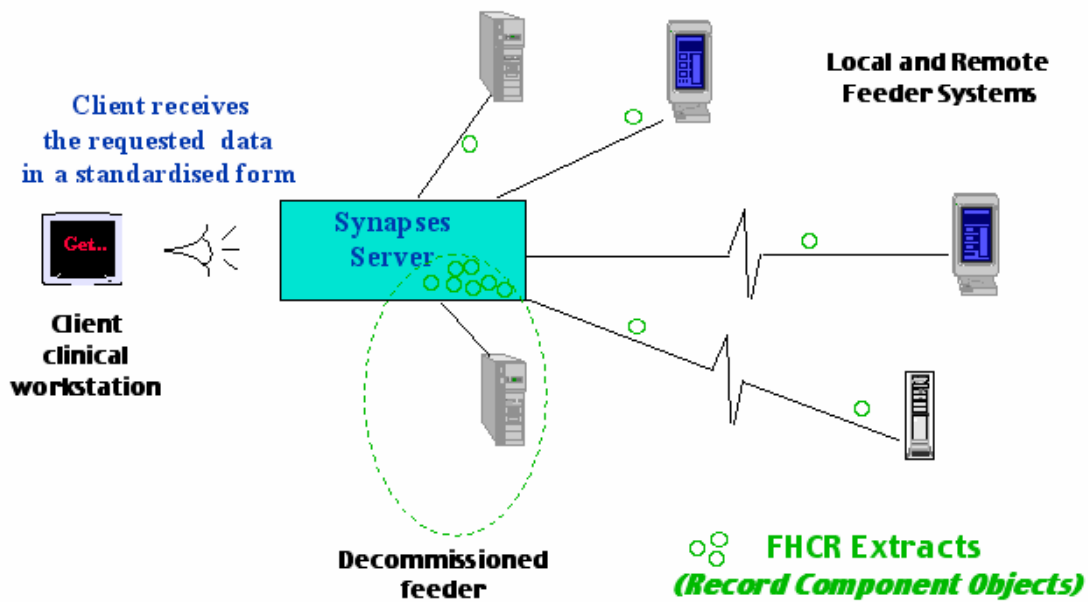 Local and Remote
Feeder Systems
Client receives
the requested data
in a standardised form
Get..
Synapses
Server
Client
clinical
workstation
Decommissioned
feeder
FHCR Extracts
(Record Component Objects)